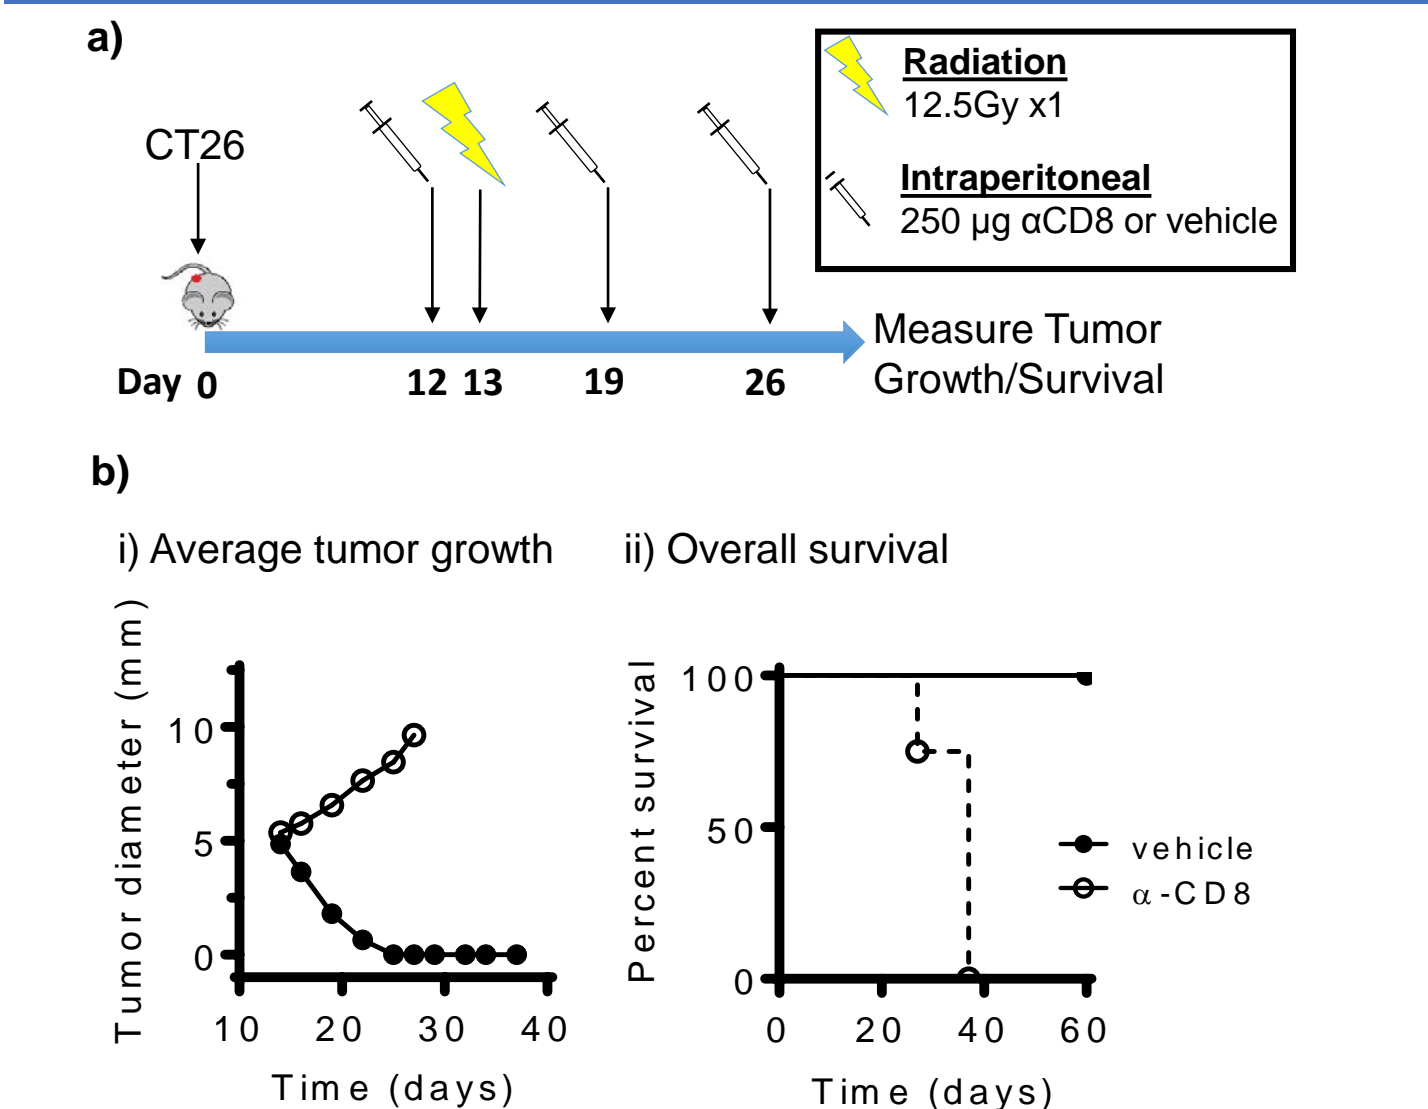 a)
Radiation
12.5Gy x1
CT26
Intraperitoneal
250 µg αCD8 or vehicle
Measure Tumor
Growth/Survival
Day 0 12 13 19 26
b)
i) Average tumor growth
ii) Overall survival
Tumor diameter (mm)
10
5
0
10 20 30 40
Time (days)
Percent survival
100
50
0
0 20 40 60
Time (days)
vehicle
α-CD8